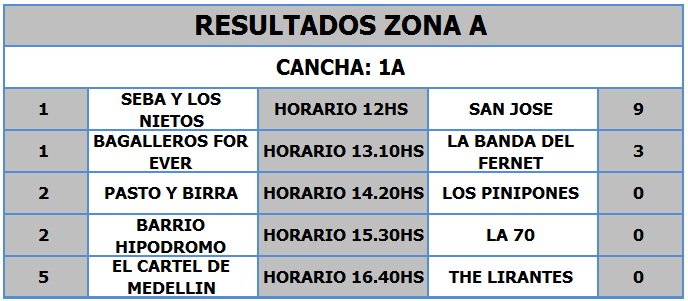 RESULTADOS ZONA A
CANCHA: 1A
1 SEBA Y LOS NIETOS HORARIO 12HS SAN JOSE 9
1 BAGALLEROS FOR EVER HORARIO 13.10HS LA BANDA DEL FERNET 3
2 PASTO Y BIRRA HORARIO 14.20HS LOS PINIPONES 0
2 BARRIO HIPODROMO HORARIO 15.30HS LA 70 0
5 EL CARTEL DE MEDELLIN HORARIO 16.40HS THE LIRANTES 0